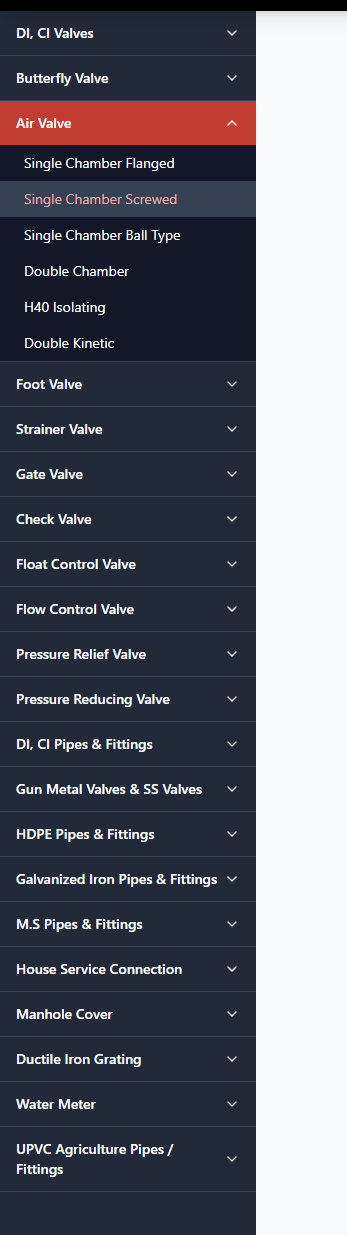 DI, CI Valves
Butterfly Valve
Air Valve
Single Chamber Flanged
Single Chamber Screwed
Single Chamber Ball Type
Double Chamber
H40 Isolating
Double Kinetic
Foot Valve
Strainer Valve
Gate Valve
Check Valve
Float Control Valve
Flow Control Valve
Pressure Relief Valve
Pressure Reducing Valve
DI, CI Pipes & Fittings
Gun Metal Valves & SS Valves
HDPE Pipes & Fittings
Galvanized Iron Pipes & Fittings
M.S Pipes & Fittings
House Service Connection
Manhole Cover
Ductile Iron Grating
Water Meter
UPVC Agriculture Pipes /
Fittings